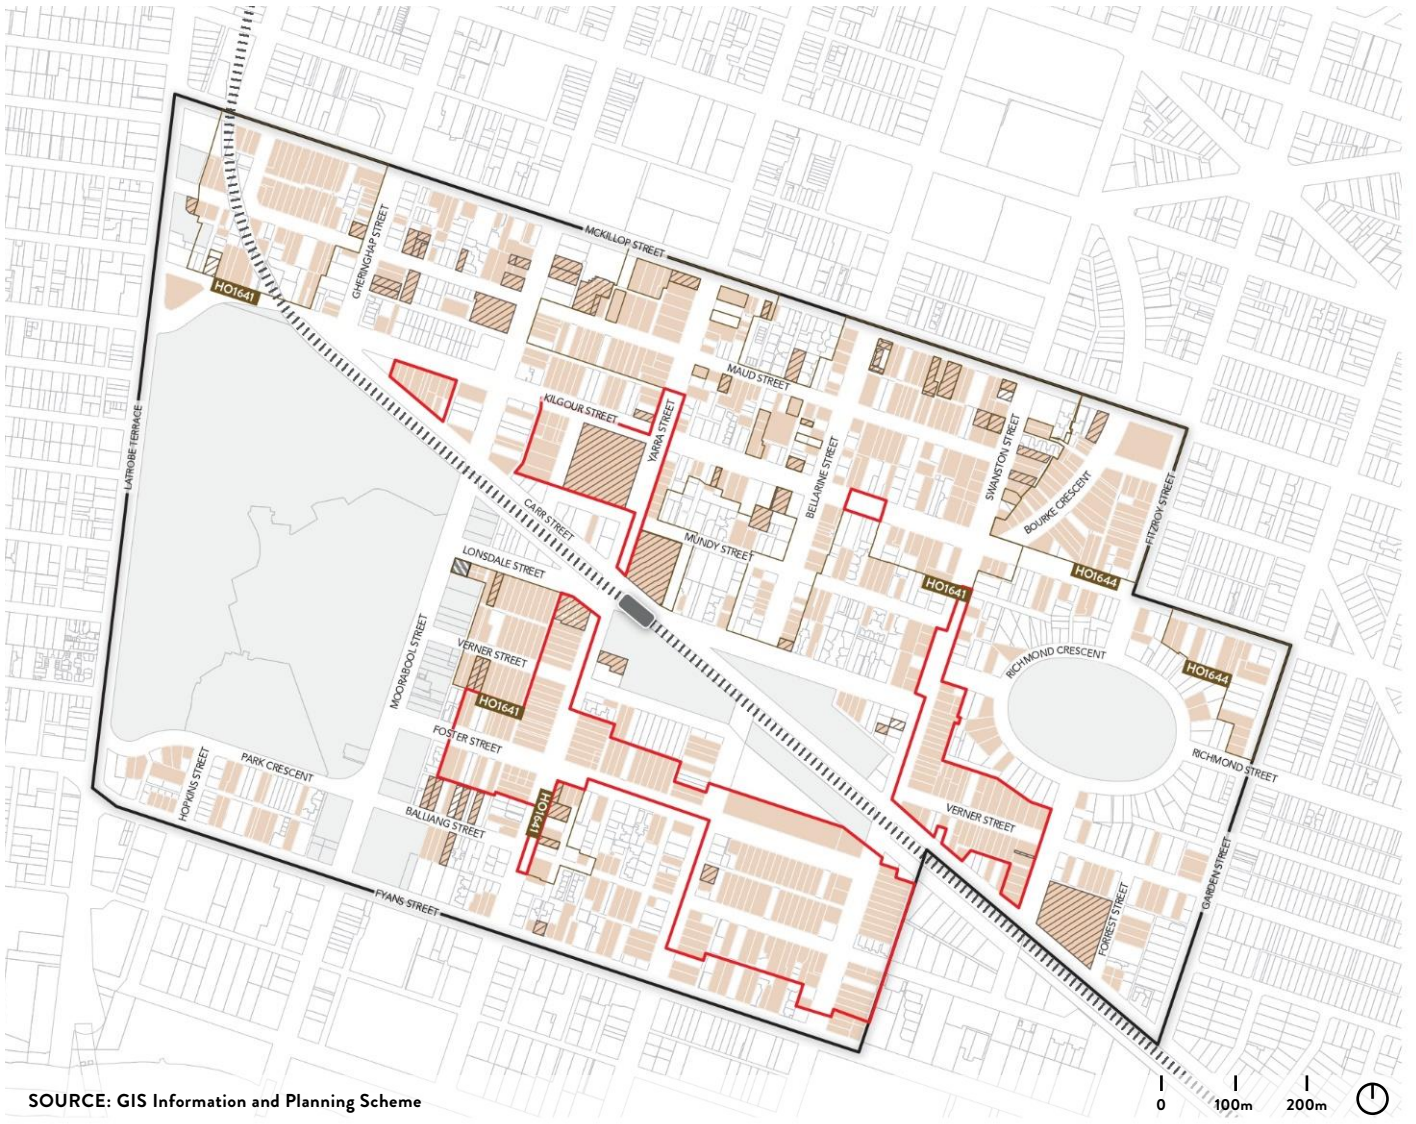 MCKILLOP STREET
GHERINGHAP STREET
HO1641
MAUD STREET
KILGOUR STREET
YARRA STREET
LATROBE TERRACE
BELLARINE STREET
SWANSTON STREET
BOURKE CRESCENT
FITZROY STREET
CARR STREET
MUNDY STREET
LONSDALE STREET
HO1641
HO1644
MOORABOOL STREET
VERNER STREET
RICHMOND CRESCENT
HO1644
HO1641
FOSTER STREET
RICHMOND STREET
PARK CRESCENT
HOPKINS STREET
HO1641
BALLIANG STREET
VERNER STREET
GARDEN STREET
FYANS STREET
FORREST STREET
SOURCE: GIS Information and Planning Scheme
0 100m 200m